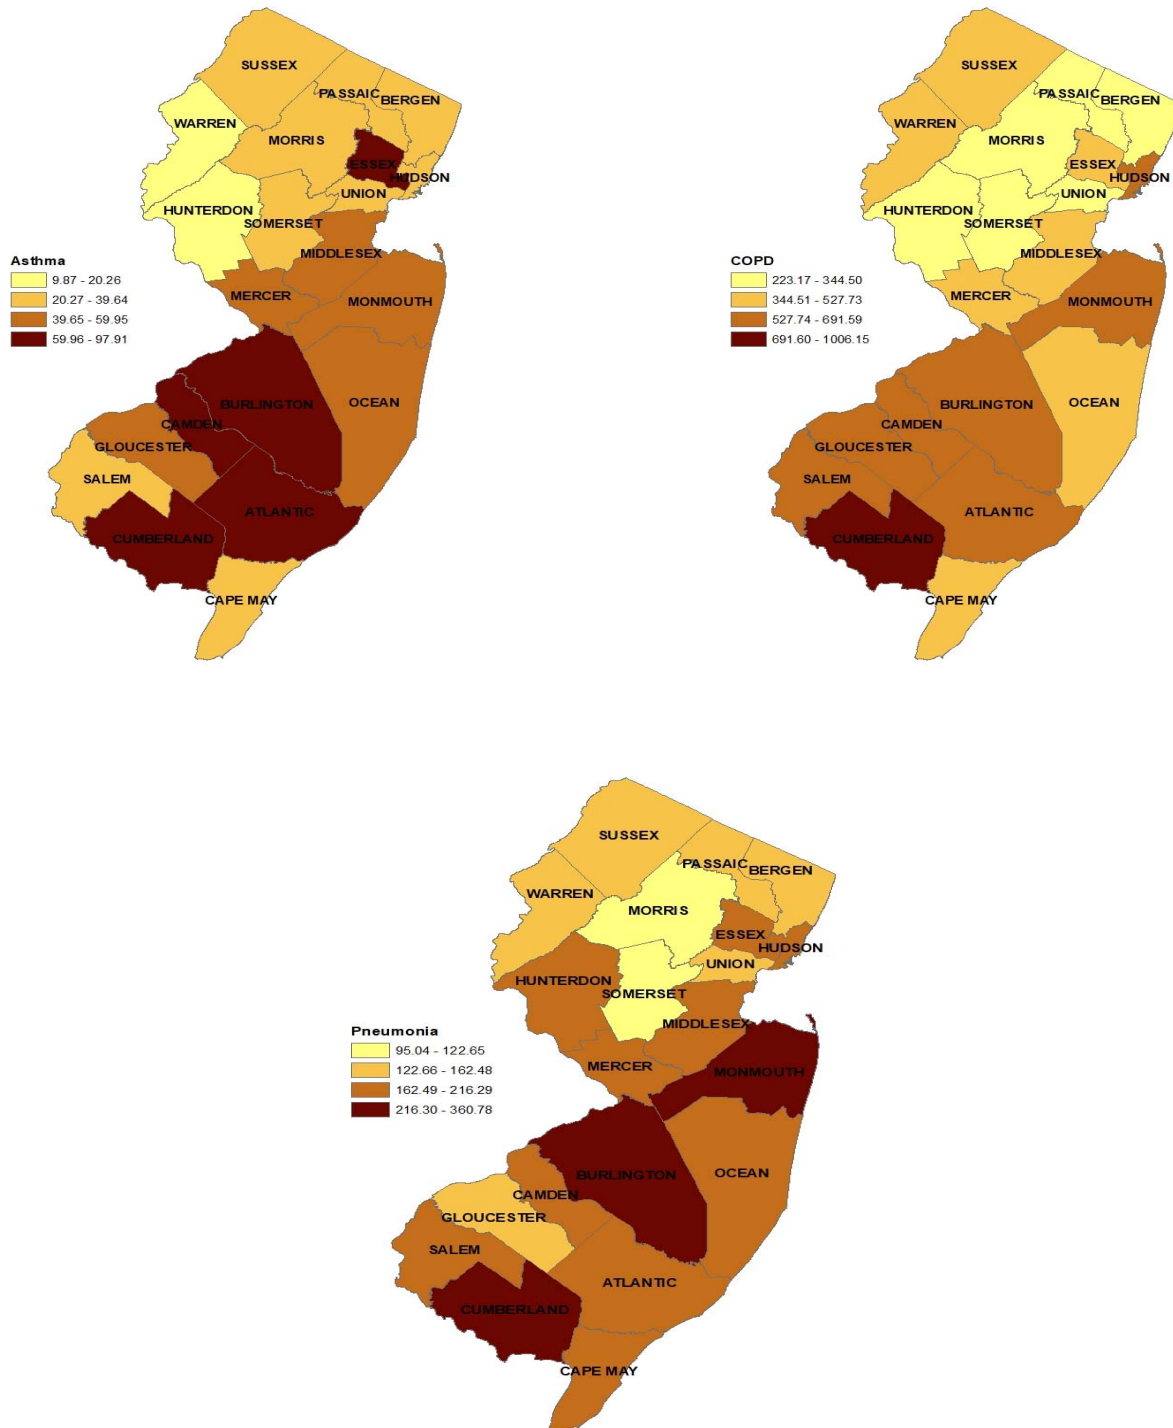 SUSSEX
PASSAIC
BERGEN
WARREN
MORRIS
ESSEX
HUDSON
UNION
HUNTERDON
SOMERSET
MIDDLESEX
MERCER
MONMOUTH
OCEAN
BURLINGTON
CAMDEN
GLOUCESTER
SALEM
ATLANTIC
CUMBERLAND
CAPE MAY
Asthma
9.87 - 20.26
20.27 - 39.64
39.65 - 59.95
59.96 - 97.91
SUSSEX
PASSAIC
BERGEN
WARREN
MORRIS
ESSEX
HUDSON
UNION
HUNTERDON
SOMERSET
MIDDLESEX
MERCER
MONMOUTH
OCEAN
BURLINGTON
CAMDEN
GLOUCESTER
SALEM
ATLANTIC
CUMBERLAND
CAPE MAY
COPD
223.17 - 344.50
344.51 - 527.73
527.74 - 691.59
691.60 - 1006.15
SUSSEX
PASSAIC
BERGEN
WARREN
MORRIS
ESSEX
HUDSON
UNION
HUNTERDON
SOMERSET
MIDDLESEX
MERCER
MONMOUTH
OCEAN
BURLINGTON
CAMDEN
GLOUCESTER
SALEM
ATLANTIC
CUMBERLAND
CAPE MAY
Pneumonia
95.04 - 122.65
122.66 - 162.48
162.49 - 216.29
216.30 - 360.78